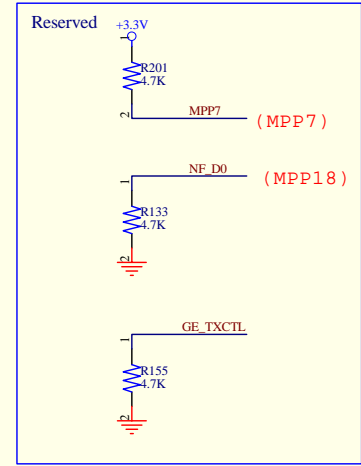 Reserved
+3.3V
1
R201
4.7K
2
MPP7
(MPP7)
NF_D0
1
(MPP18)
R133
4.7K
2
GE_TXCTL
1
R155
4.7K
2